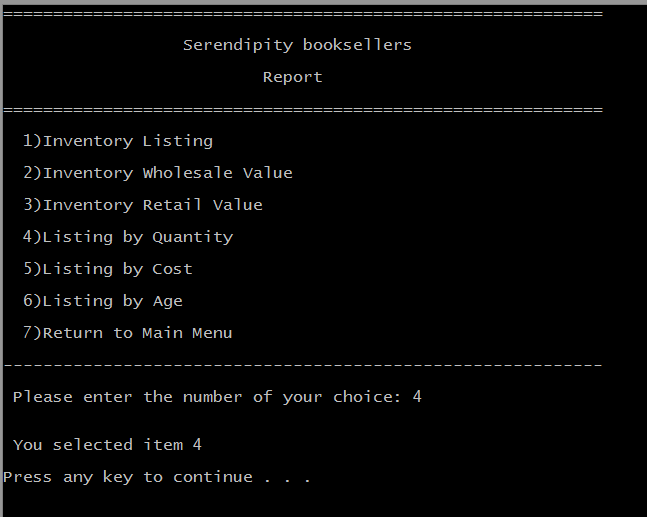 ============================================================
Serendipity booksellers
Report
============================================================
1)Inventory Listing
2)Inventory Wholesale Value
3)Inventory Retail Value
4)Listing by Quantity
5)Listing by Cost
6)Listing by Age
7)Return to Main Menu
------------------------------------------------------------
Please enter the number of your choice: 4
You selected item 4
Press any key to continue . . .